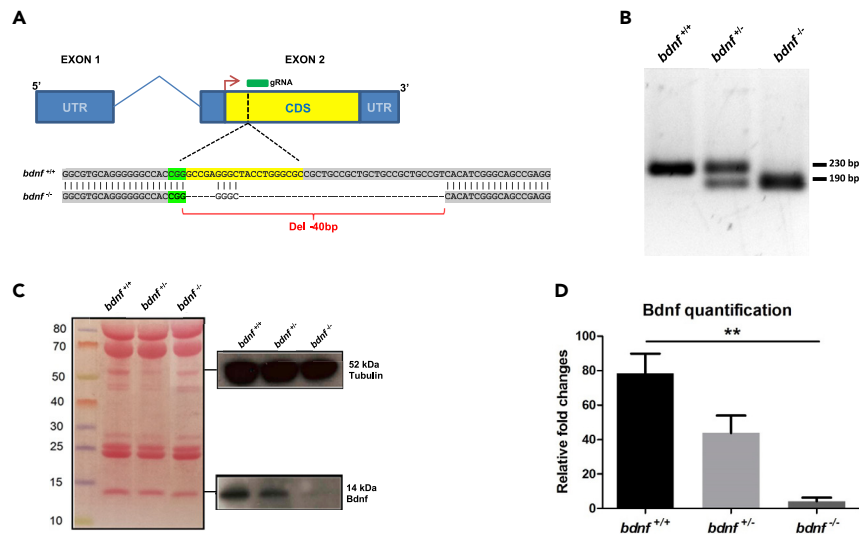 A
EXON 1
EXON 2
5'
3'
gRNA
UTR
CDS
UTR
bdnf +/+
GGCGTGCAGGGGGGCCACCGGGCCGAGGGCTACCTGGGCGCCGCTGCCGCTGCTGCCGCTGCCGTCACATCGGGCAGCCGAGG
bdnf -/-
GGCGTGCAGGGGGGCCACCGG-----GGGC-----------------------------------CACATCGGGCAGCCGAGG
Del -40bp
B
bdnf +/+
bdnf +/-
bdnf -/-
230 bp
190 bp
C
bdnf +/+
bdnf +/-
bdnf -/-
80
70
50
40
30
25
15
10
bdnf +/+
bdnf +/-
bdnf -/-
52 kDa
Tubulin
14 kDa
Bdnf
D
Bdnf quantification
**
Relative fold changes
100
80
60
40
20
0
bdnf +/+
bdnf +/-
bdnf -/-